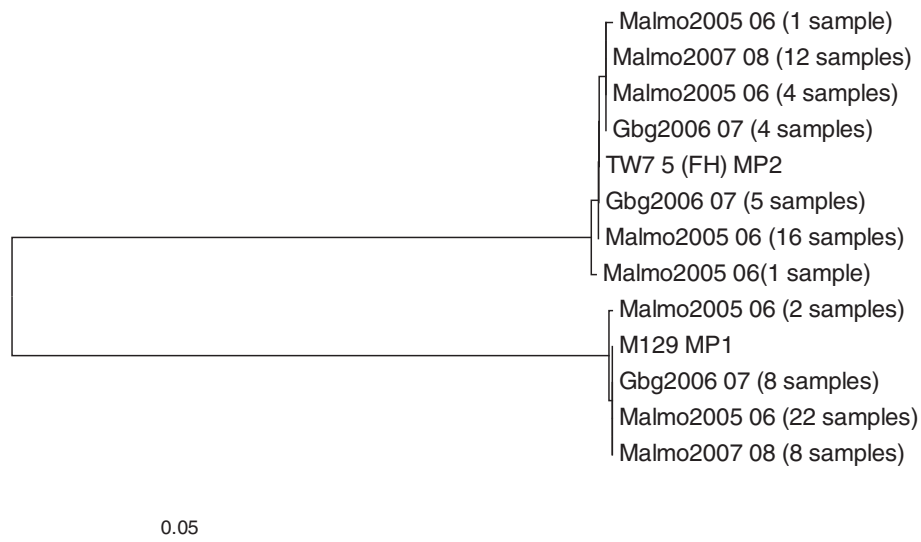 Malmo2005 06 (1 sample)
Malmo2007 08 (12 samples)
Malmo2005 06 (4 samples)
Gbg2006 07 (4 samples)
TW7 5 (FH) MP2
Gbg2006 07 (5 samples)
Malmo2005 06 (16 samples)
Malmo2005 06(1 sample)
Malmo2005 06 (2 samples)
M129 MP1
Gbg2006 07 (8 samples)
Malmo2005 06 (22 samples)
Malmo2007 08 (8 samples)
0.05